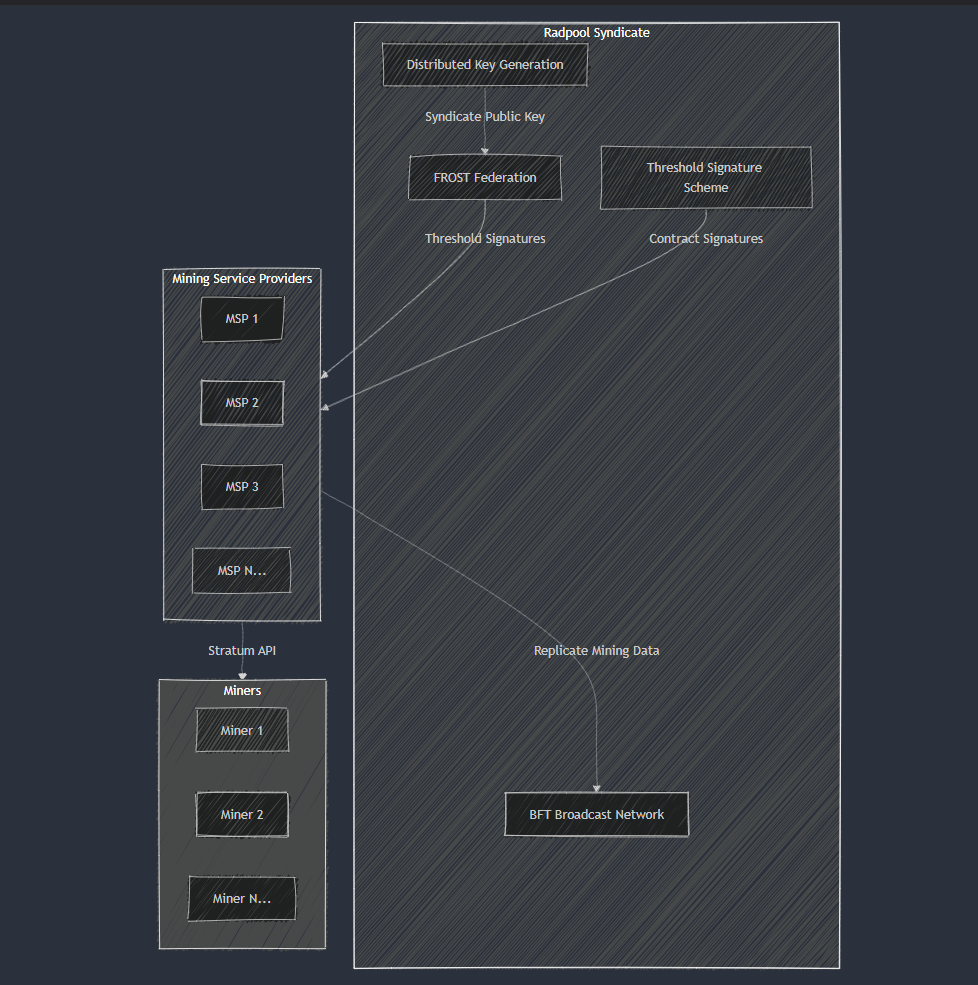 Radpool Syndicate
Distributed Key Generation
Syndicate Public Key
FROST Federation
Threshold Signature
Scheme
Threshold Signatures
Contract Signatures
Mining Service Providers
MSP 1
MSP 2
MSP 3
MSP N...
Stratum API
Replicate Mining Data
Miners
Miner 1
Miner 2
Miner N...
BFT Broadcast Network